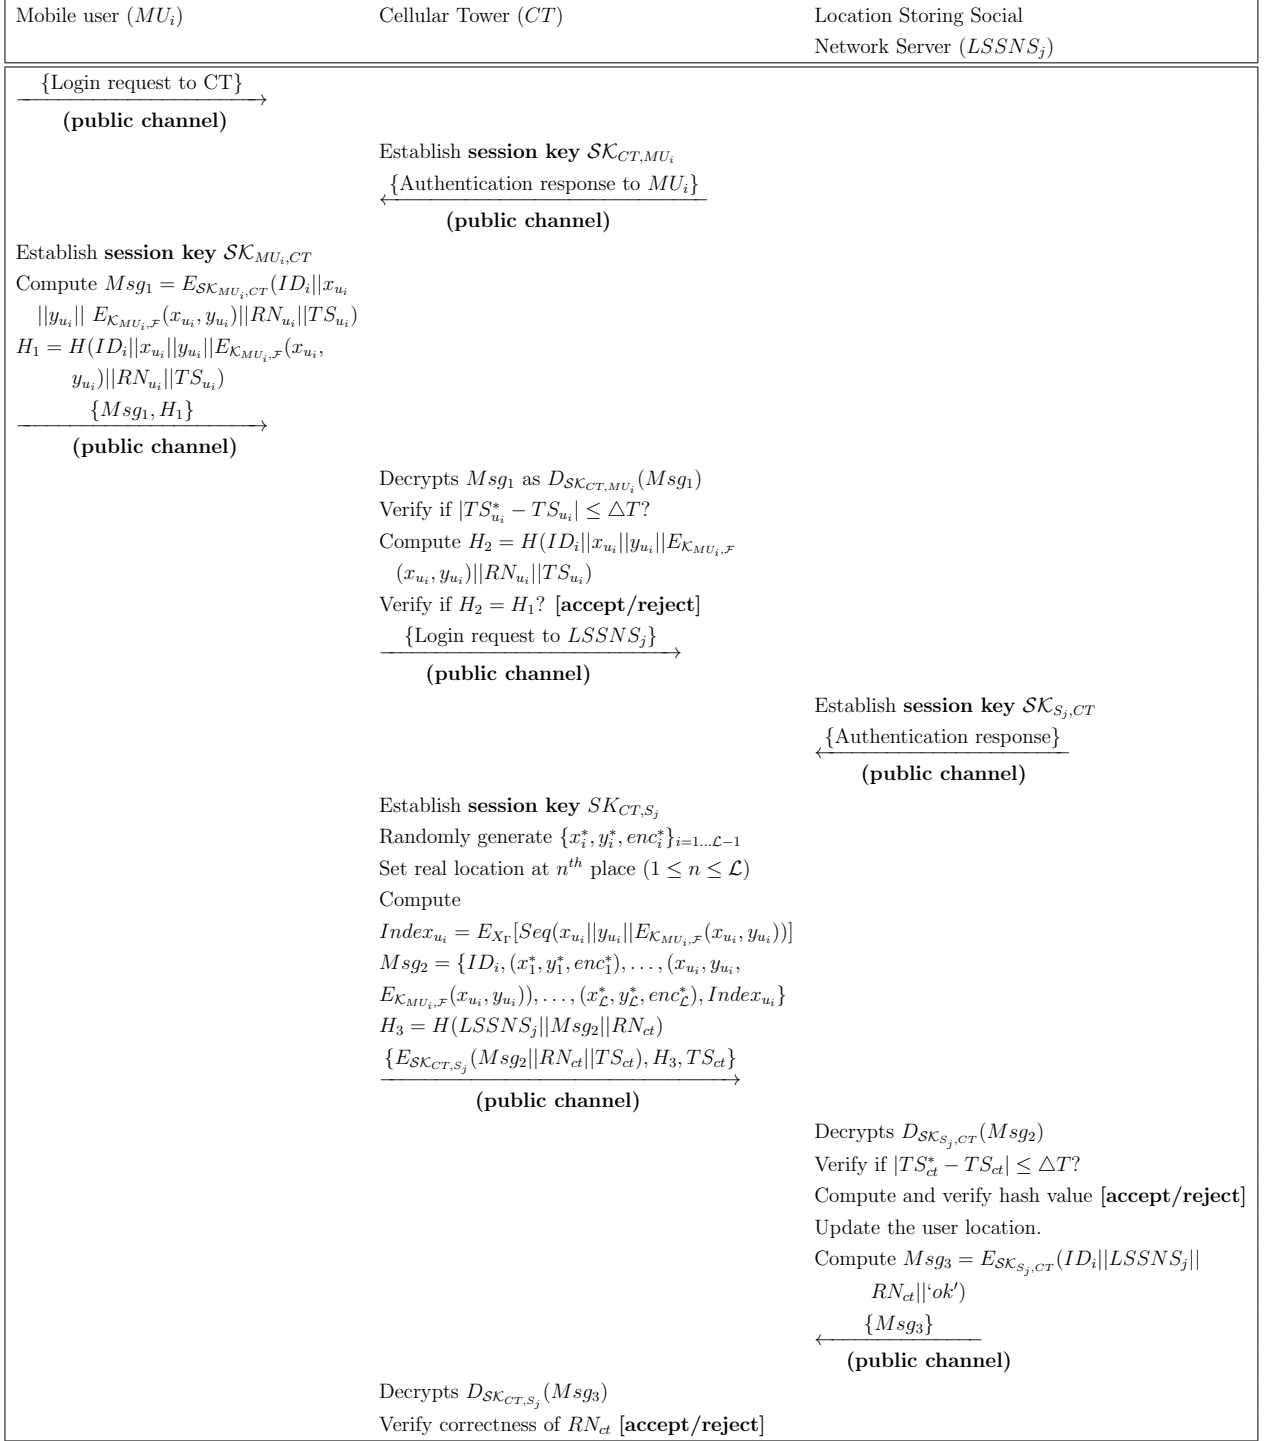 Mobile user (MU_i)
Cellular Tower (CT)
Location Storing Social
Network Server (LSSNS_j)
{Login request to CT}
(public channel)
Establish session key SK_{CT,MU_i}
{Authentication response to MU_i}
(public channel)
Establish session key SK_{MU_i,CT}
Compute Msg_1 = E_{SK_{MU_i,CT}}(ID_i||x_{u_i}
||y_{u_i}|| E_{K_{MU_i,F}}(x_{u_i}, y_{u_i})||RN_{u_i}||TS_{u_i})
H_1 = H(ID_i||x_{u_i}||y_{u_i}||E_{K_{MU_i,F}}(x_{u_i},
y_{u_i})||RN_{u_i}||TS_{u_i})
{Msg_1, H_1}
(public channel)
Decrypts Msg_1 as D_{SK_{CT,MU_i}}(Msg_1)
Verify if |TS*_{u_i} − TS_{u_i}| ≤ △T?
Compute H_2 = H(ID_i||x_{u_i}||y_{u_i}||E_{K_{MU_i,F}}
(x_{u_i}, y_{u_i})||RN_{u_i}||TS_{u_i})
Verify if H_2 = H_1? [accept/reject]
{Login request to LSSNS_j}
(public channel)
Establish session key SK_{S_j,CT}
{Authentication response}
(public channel)
Establish session key SK_{CT,S_j}
Randomly generate {x*_i, y*_i, enc*_i}_{i=1...L−1}
Set real location at n^{th} place (1 ≤ n ≤ L)
Compute
Index_{u_i} = E_{X_Γ}[Seq(x_{u_i}||y_{u_i}||E_{K_{MU_i,F}}(x_{u_i}, y_{u_i}))]
Msg_2 = {ID_i, (x*_1, y*_1, enc*_1), . . . , (x_{u_i}, y_{u_i},
E_{K_{MU_i,F}}(x_{u_i}, y_{u_i})), . . . , (x*_L, y*_L, enc*_L), Index_{u_i}}
H_3 = H(LSSNS_j||Msg_2||RN_{ct})
{E_{SK_{CT,S_j}}(Msg_2||RN_{ct}||TS_{ct}), H_3, TS_{ct}}
(public channel)
Decrypts D_{SK_{S_j,CT}}(Msg_2)
Verify if |TS*_{ct} − TS_{ct}| ≤ △T?
Compute and verify hash value [accept/reject]
Update the user location.
Compute Msg_3 = E_{SK_{S_j,CT}}(ID_i||LSSNS_j||
RN_{ct}||‘ok′)
{Msg_3}
(public channel)
Decrypts D_{SK_{CT,S_j}}(Msg_3)
Verify correctness of RN_{ct} [accept/reject]